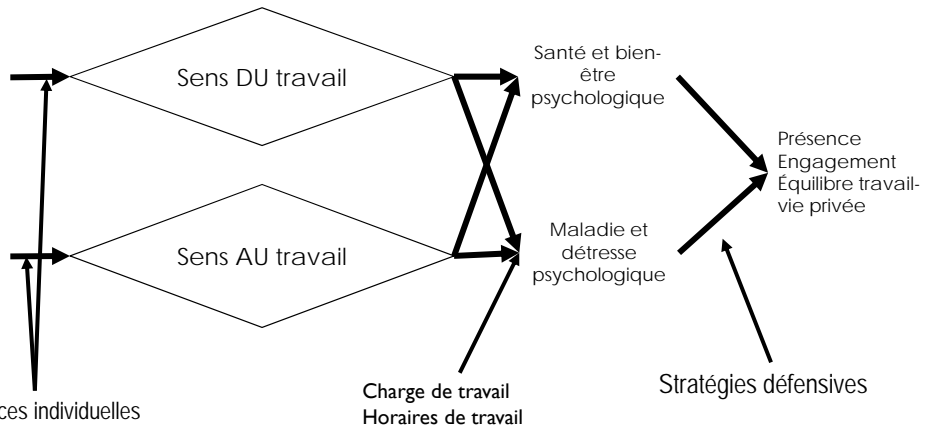 Sens DU travail
Santé et bien-
être
psychologique
Présence
Engagement
Équilibre travail-
vie privée
Sens AU travail
Maladie et
détresse
psychologique
Charge de travail
Horaires de travail
Stratégies défensives
individuelles